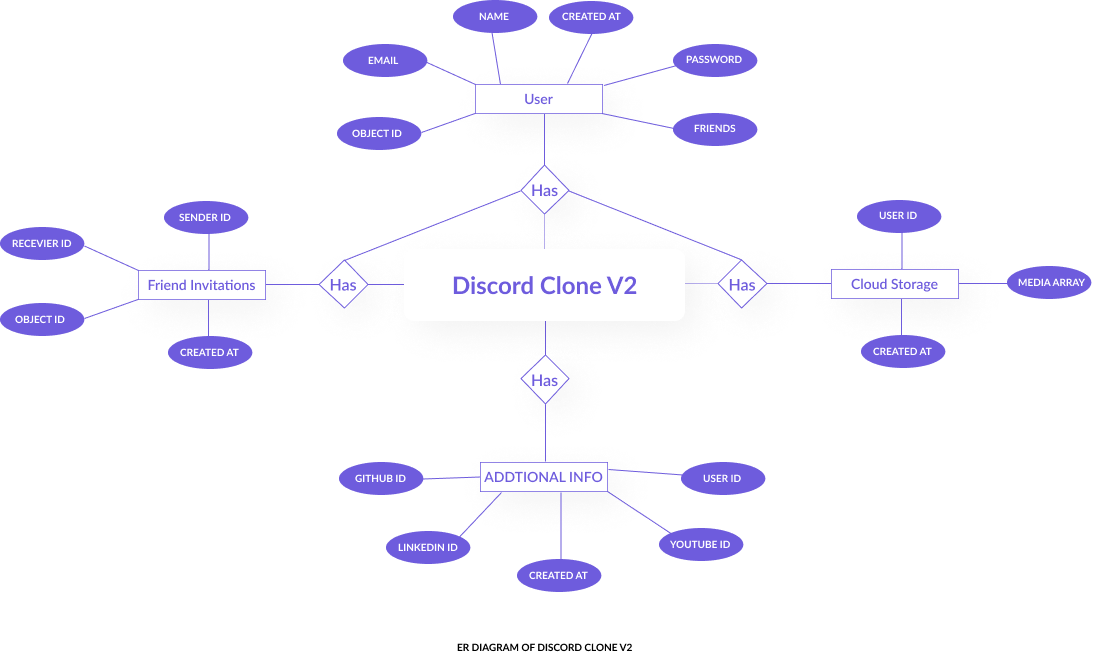 NAME
CREATED AT
EMAIL
PASSWORD
User
OBJECT ID
FRIENDS
Has
SENDER ID
USER ID
RECEVIER ID
Friend Invitations
Has
Discord Clone V2
Has
Cloud Storage
MEDIA ARRAY
OBJECT ID
CREATED AT
CREATED AT
Has
GITHUB ID
ADDTIONAL INFO
USER ID
LINKEDIN ID
YOUTUBE ID
CREATED AT
ER DIAGRAM OF DISCORD CLONE V2